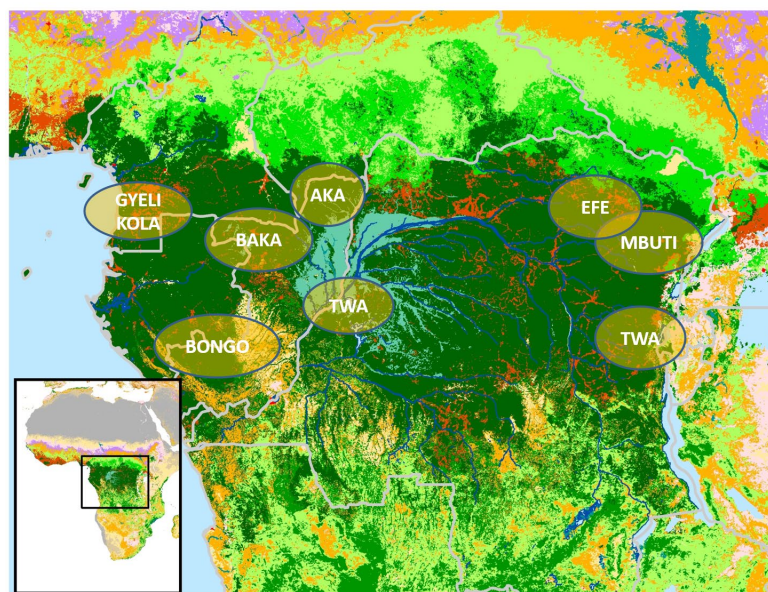 GYELI
KOLA
BAKA
AKA
EFE
MBUTI
TWA
BONGO
TWA